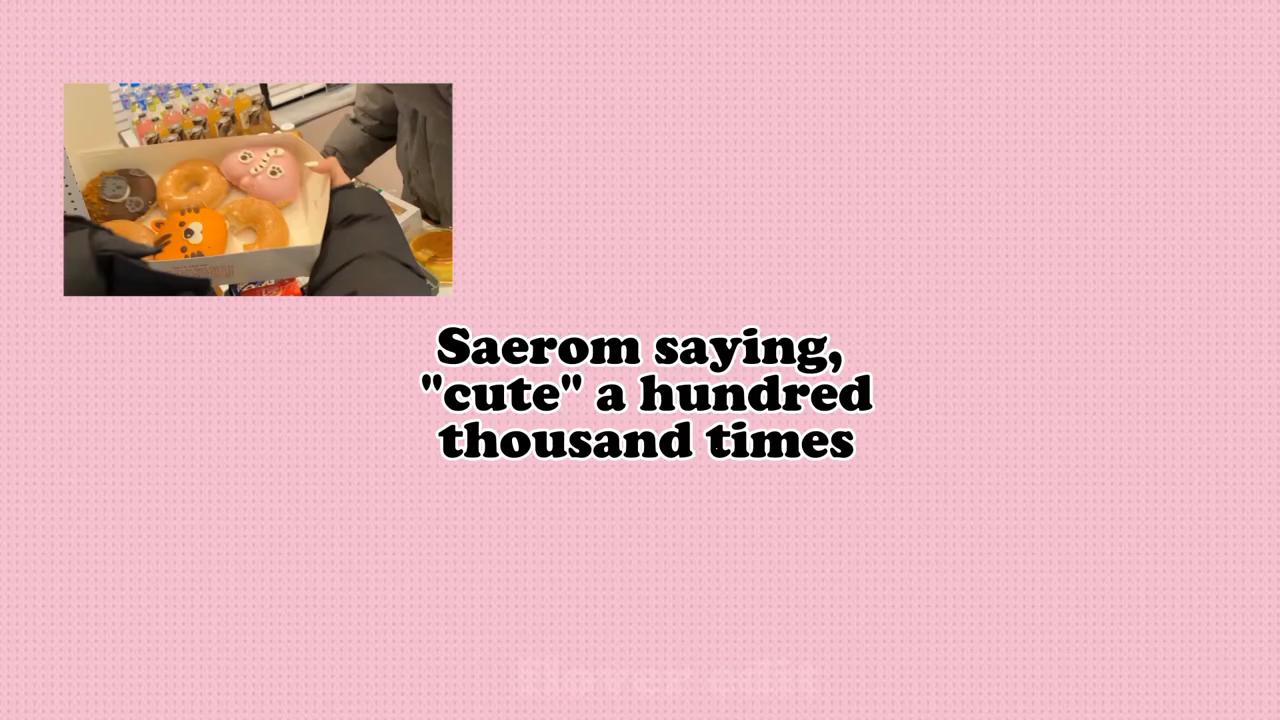 Saerom saying,
"cute" a hundred
thousand times